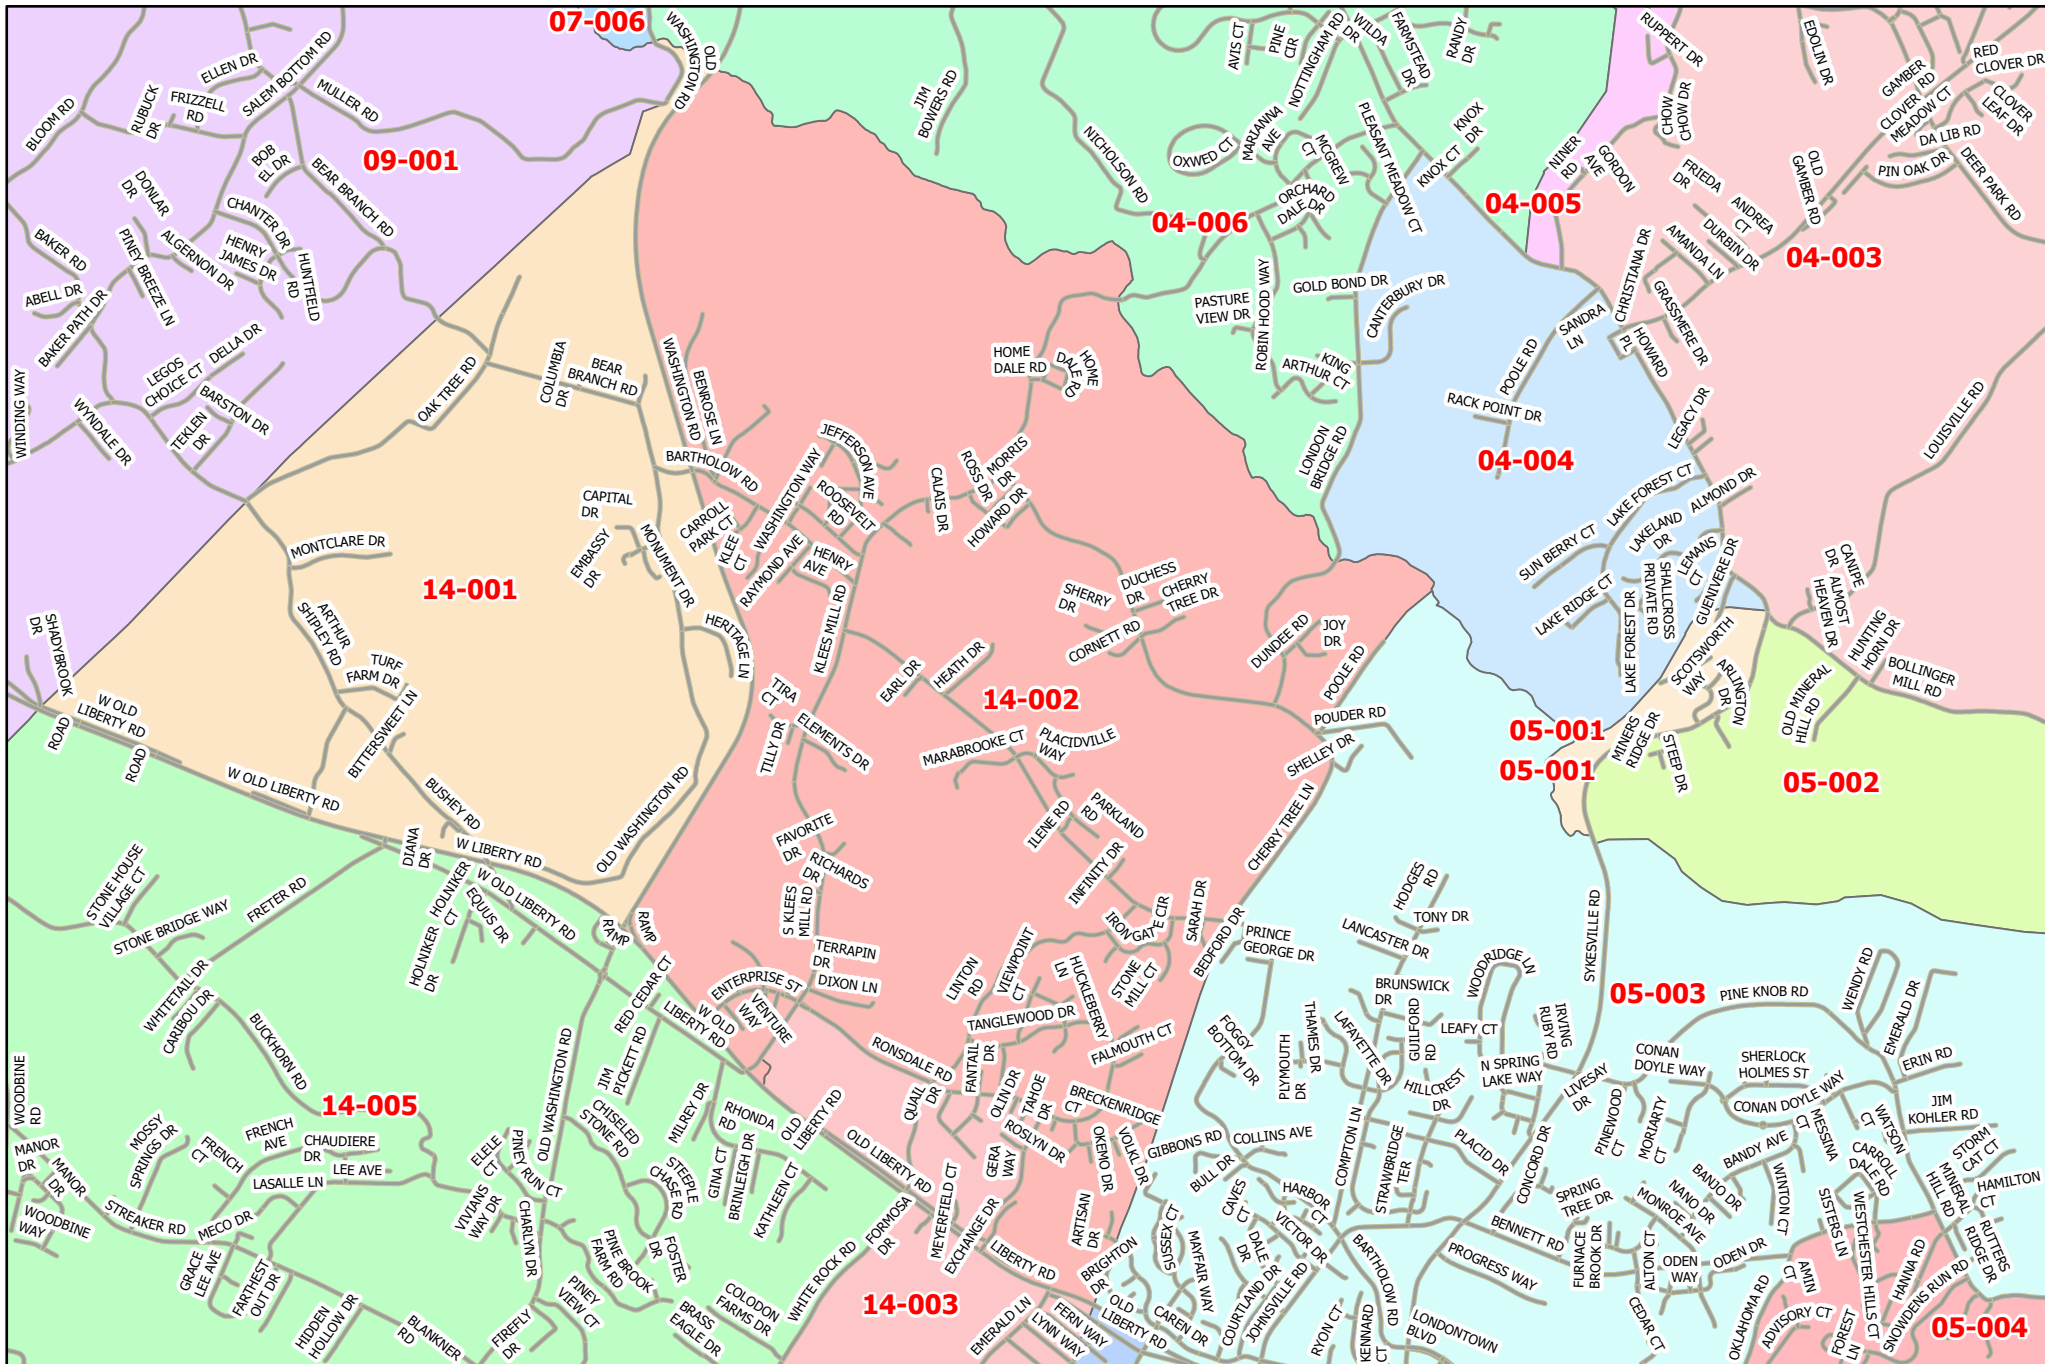 07-006
OLD
WASHINGTON RD
ELLEN DR
SALEM BOTTOM RD
MULLER RD
FRIZZELL
RD
RUBUCK
DR
BLOOM RD
09-001
BOB
EL DR
BEAR BRANCH RD
DONLAR
DR
CHANTER DR
HENRY
JAMES DR
HUNTFIELD
RD
ALGERNON DR
PINEY BREEZE LN
BAKER RD
ABELL DR
BAKER PATH DR
DELLA DR
LEGOS
CHOICE CT
BARSTON DR
TEKLEN
DR
WYNDALE DR
WINDING WAY
JIM
BOWERS RD
NICHOLSON RD
AVIS CT
PINE
CIR
NOTTINGHAM RD
WILDA
DR
FARMSTEAD
DR
RANDY
DR
OXWED CT
MARIANNA
AVE
MCGREW
CT
PLEASANT MEADOW CT
KNOX
DR
KNOX CT
ORCHARD
DALE DR
04-006
04-005
RUPPERT DR
CHOW
CHOW DR
NINER
RD
GORDON
AVE
EDOLIN DR
GAMBER
RD
RED
CLOVER DR
CLOVER
MEADOW CT
CLOVER
LEAF DR
DA LIB RD
PIN OAK DR
DEER PARK RD
OLD
GAMBER RD
FRIEDA
DR
ANDREA
CT
DURBIN DR
AMANDA LN
04-003
CHRISTIANA DR
GRASSMERE DR
HOWARD
PL
SANDRA
LN
POOLE RD
RACK POINT DR
LEGACY DR
LOUISVILLE RD
04-004
GOLD BOND DR
CANTERBURY DR
PASTURE
VIEW DR
ROBIN HOOD WAY
KING
ARTHUR CT
LONDON
BRIDGE RD
OAK TREE RD
COLUMBIA
DR
BEAR
BRANCH RD
WASHINGTON RD
BENROSE LN
BARTHOLOW RD
HOME
DALE RD
HOME
DALE RD
JEFFERSON AVE
WASHINGTON WAY
ROOSEVELT
RD
CALAIS DR
ROSS DR
MORRIS
DR
HOWARD DR
CAPITAL
DR
EMBASSY
DR
MONUMENT DR
CARROLL
PARK CT
KLEE
CT
RAYMOND AVE
HENRY
AVE
KLEES MILL RD
HERITAGE LN
MONTCLARE DR
14-001
ARTHUR
SHIPLEY RD
TURF
FARM DR
BITTERSWEET LN
SHADYBROOK
DR
W OLD
LIBERTY RD
ROAD
ROAD
W OLD LIBERTY RD
BUSHEY RD
OLD WASHINGTON RD
W LIBERTY RD
DIANA
DR
SHERRY
DR
DUCHESS
DR
CHERRY
TREE DR
CORNETT RD
DUNDEE RD
JOY
DR
POOLE RD
POUDER RD
SHELLEY DR
CHERRY TREE LN
EARL DR
HEATH DR
14-002
TIRA
CT
TILLY DR
ELEMENTS DR
MARABROOKE CT
PLACIDVILLE
WAY
ILENE RD
PARKLAND
RD
INFINITY DR
IRON GATE CIR
SARAH DR
BEDFORD DR
FAVORITE
DR
RICHARDS
DR
S KLEES
MILL RD
TERRAPIN
DR
DIXON LN
ENTERPRISE ST
VENTURE
WAY
W OLD
LIBERTY RD
LINTON
RD
VIEWPOINT
CT
HUCKLEBERRY
LN
STONE
MILL CT
TANGLEWOOD DR
FALMOUTH CT
FANTAIL
DR
RONSDALE RD
QUAIL
DR
OLIN DR
TAHOE
DR
BRECKENRIDGE
CT
ROSLYN DR
OKEMO DR
VOLKL DR
GERA
WAY
ARTISAN
DR
SUN BERRY CT
LAKE FOREST CT
LAKELAND
DR
ALMOND DR
LEMANS
CT
GUENIVERE DR
SHALLCROSS
PRIVATE RD
LAKE RIDGE CT
LAKE FOREST DR
CANIPE
DR
ALMOST
HEAVEN DR
HUNTING
HORN DR
BOLLINGER
MILL RD
OLD MINERAL
HILL RD
SCOTSWORTH
WAY
ARLINGTON
DR
MINERS
RIDGE DR
STEEP DR
05-001
05-001
05-002
STONE HOUSE
VILLAGE CT
STONE BRIDGE WAY
FRETER RD
HOLNIKER
CT
EQUUS DR
W OLD LIBERTY RD
HOLNIKER
DR
RAMP
RAMP
WHITETAIL DR
CARIBOU DR
BUCKHORN RD
RED CEDAR CT
JIM
PICKETT RD
OLD WASHINGTON RD
14-005
WOODBINE
RD
MANOR
DR
MANOR
DR
WOODBINE
WAY
MOSSY
SPRINGS DR
FRENCH
CT
FRENCH
AVE
CHAUDIERE
DR
LEE AVE
LASALLE LN
STREAKER RD
MECO DR
GRACE
LEE AVE
FARTHEST
OUT DR
HIDDEN
HOLLOW DR
BLANKNER
RD
ELELE
CT
PINEY RUN CT
VIVIANS
WAY DR
CHARLYN DR
CHISELED
STONE RD
STEEPLE
CHASE RD
FOSTER
DR
PINE BROOK
FARM RD
PINEY
VIEW CT
FIREFLY
DR
BRASS
EAGLE DR
COLODON
FARMS DR
MILREY DR
RHONDA
RD
GINA CT
BRINLEIGH DR
KATHLEEN CT
OLD
LIBERTY RD
OLD LIBERTY RD
WHITE ROCK RD
FORMOSA
DR
MEYERFIELD CT
EXCHANGE DR
LIBERTY RD
14-003
EMERALD LN
LYNN WAY
FERN WAY
BRIGHTON
DR
OLD
LIBERTY RD
CAREN DR
PRINCE
GEORGE DR
HODGES
RD
TONY DR
LANCASTER DR
BRUNSWICK
DR
WOODRIDGE LN
LEAFY CT
GUILFORD
RD
LAFAYETTE DR
THAMES DR
PLYMOUTH
DR
FOGGY
BOTTOM DR
HILLCREST
DR
N SPRING
LAKE WAY
IRVING
RUBY RD
SYKESVILLE RD
05-003
PINE KNOB RD
WENDY RD
EMERALD DR
ERIN RD
LIVESAY
DR
CONAN
DOYLE WAY
SHERLOCK
HOLMES ST
CONAN DOYLE WAY
JIM
KOHLER RD
PINEWOOD
CT
MORIARTY
CT
BANDY AVE
MESSINA
CT
WATSON
CT
CARROLL
DALE RD
STORM
CAT CT
HAMILTON
CT
MINERAL
HILL RD
RUTTERS
RIDGE DR
GIBBONS RD
COLLINS AVE
BULL DR
COMPTON LN
STRAWBRIDGE
TER
PLACID DR
CONCORD DR
SPRING
TREE DR
MONROE AVE
NANO DR
BANJO DR
WINTON CT
SISTERS LN
WESTCHESTER HILLS CT
HANNA RD
SNOWDENS RUN RD
SUSSEX CT
MAYFAIR WAY
CAVES
CT
DALE
DR
HARBOR
CT
VICTOR DR
COURTLAND DR
JOHNSVILLE RD
BARTHOLOW RD
BENNETT RD
PROGRESS WAY
FURNACE
BROOK DR
ALTON CT
ODEN
WAY
ODEN DR
CEDAR CT
OKLAHOMA RD
AMIN
CT
ADVISORY CT
FOREST
LN
RYON CT
KENNARD
CT
LONDONTOWN
BLVD
05-004